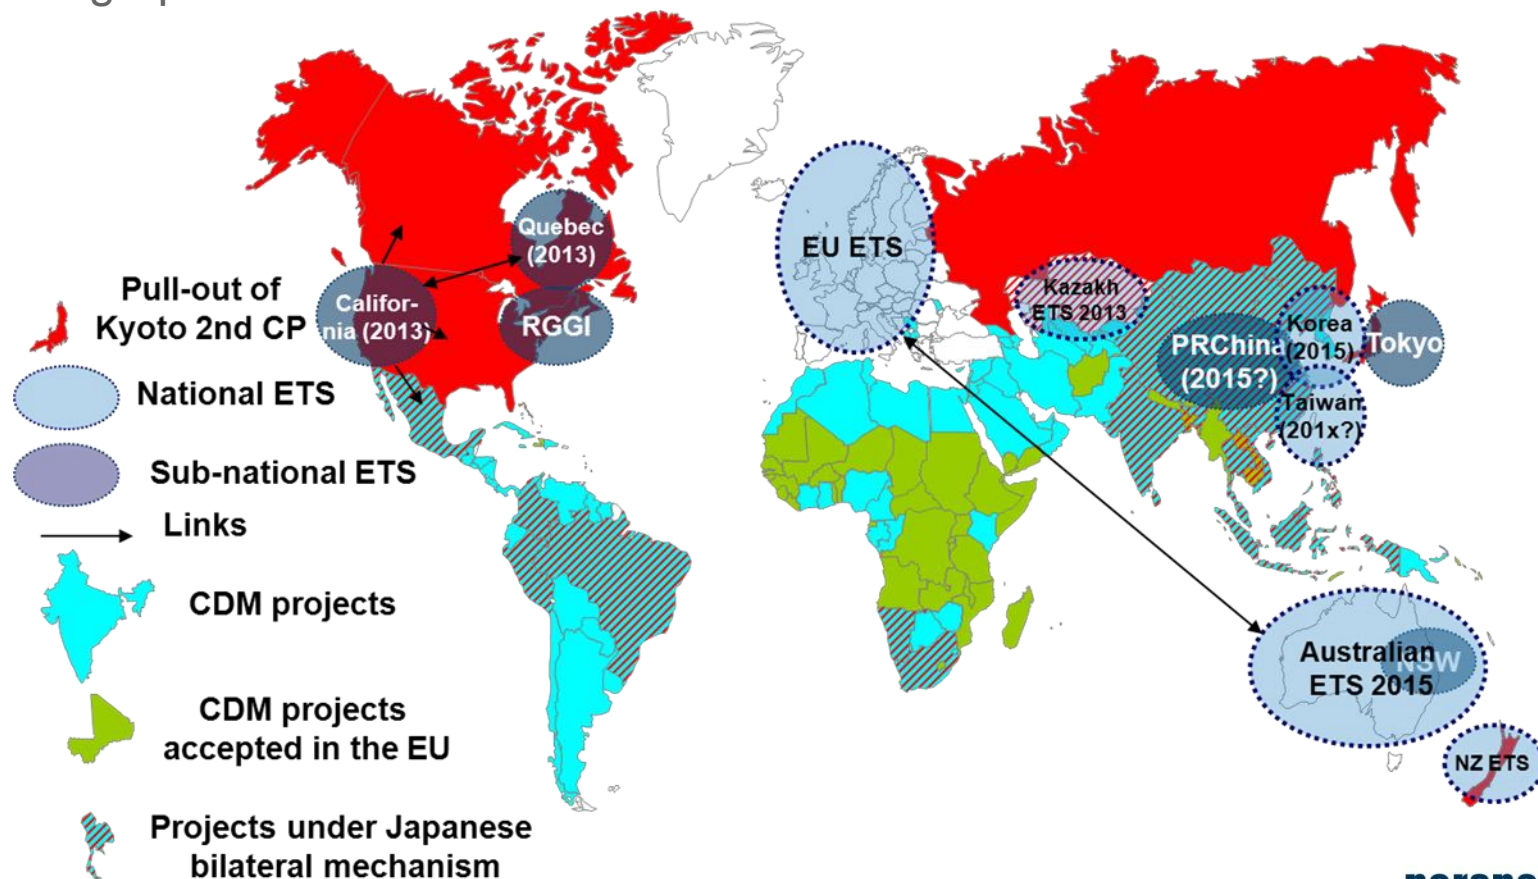 Pull-out of
Kyoto 2nd CP
National ETS
Sub-national ETS
Links
CDM projects
CDM projects
accepted in the EU
Projects under Japanese
bilateral mechanism
Quebec
(2013)
Califor-
nia (2013)
RGGI
EU ETS
Kazakh
ETS 2013
PRChina
(2015?)
Korea
(2015)
Tokyo
Taiwan
(201x?)
Australian
ETS 2015
NSW
NZ ETS